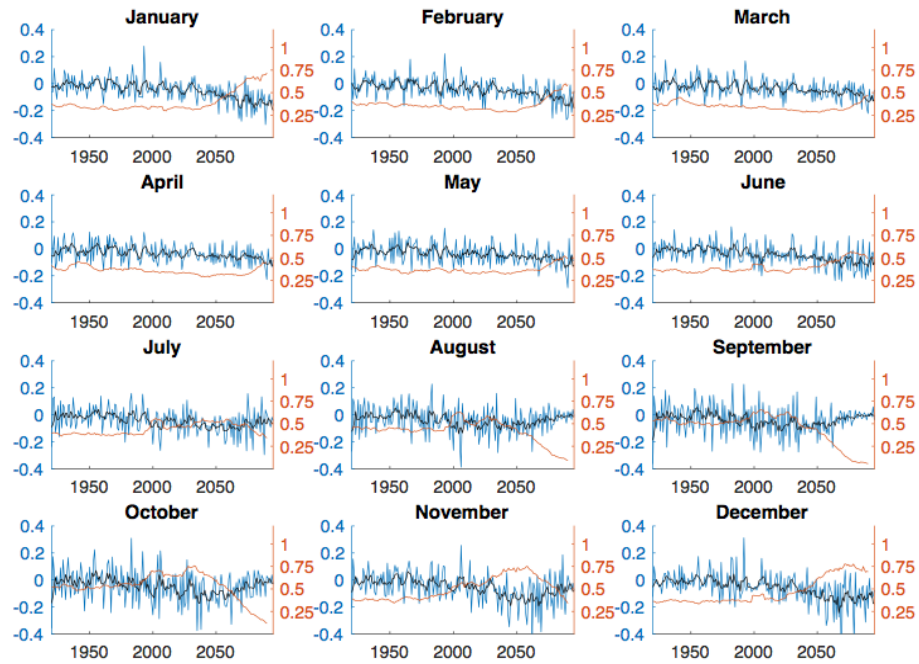 January February March
0.4 1 0.4 1 0.4 1
0.2 0.75 0.2 0.75 0.2 0.75
0 0.5 0 0.5 0 0.5
-0.2 0.25 -0.2 0.25 -0.2 0.25
-0.4 -0.4 -0.4
1950 2000 2050 1950 2000 2050 1950 2000 2050
April May June
0.4 1 0.4 1 0.4 1
0.2 0.75 0.2 0.75 0.2 0.75
0 0.5 0 0.5 0 0.5
-0.2 0.25 -0.2 0.25 -0.2 0.25
-0.4 -0.4 -0.4
1950 2000 2050 1950 2000 2050 1950 2000 2050
July August September
0.4 1 0.4 1 0.4 1
0.2 0.75 0.2 0.75 0.2 0.75
0 0.5 0 0.5 0 0.5
-0.2 0.25 -0.2 0.25 -0.2 0.25
-0.4 -0.4 -0.4
1950 2000 2050 1950 2000 2050 1950 2000 2050
October November December
0.4 1 0.4 1 0.4 1
0.2 0.75 0.2 0.75 0.2 0.75
0 0.5 0 0.5 0 0.5
-0.2 0.25 -0.2 0.25 -0.2 0.25
-0.4 -0.4 -0.4
1950 2000 2050 1950 2000 2050 1950 2000 2050